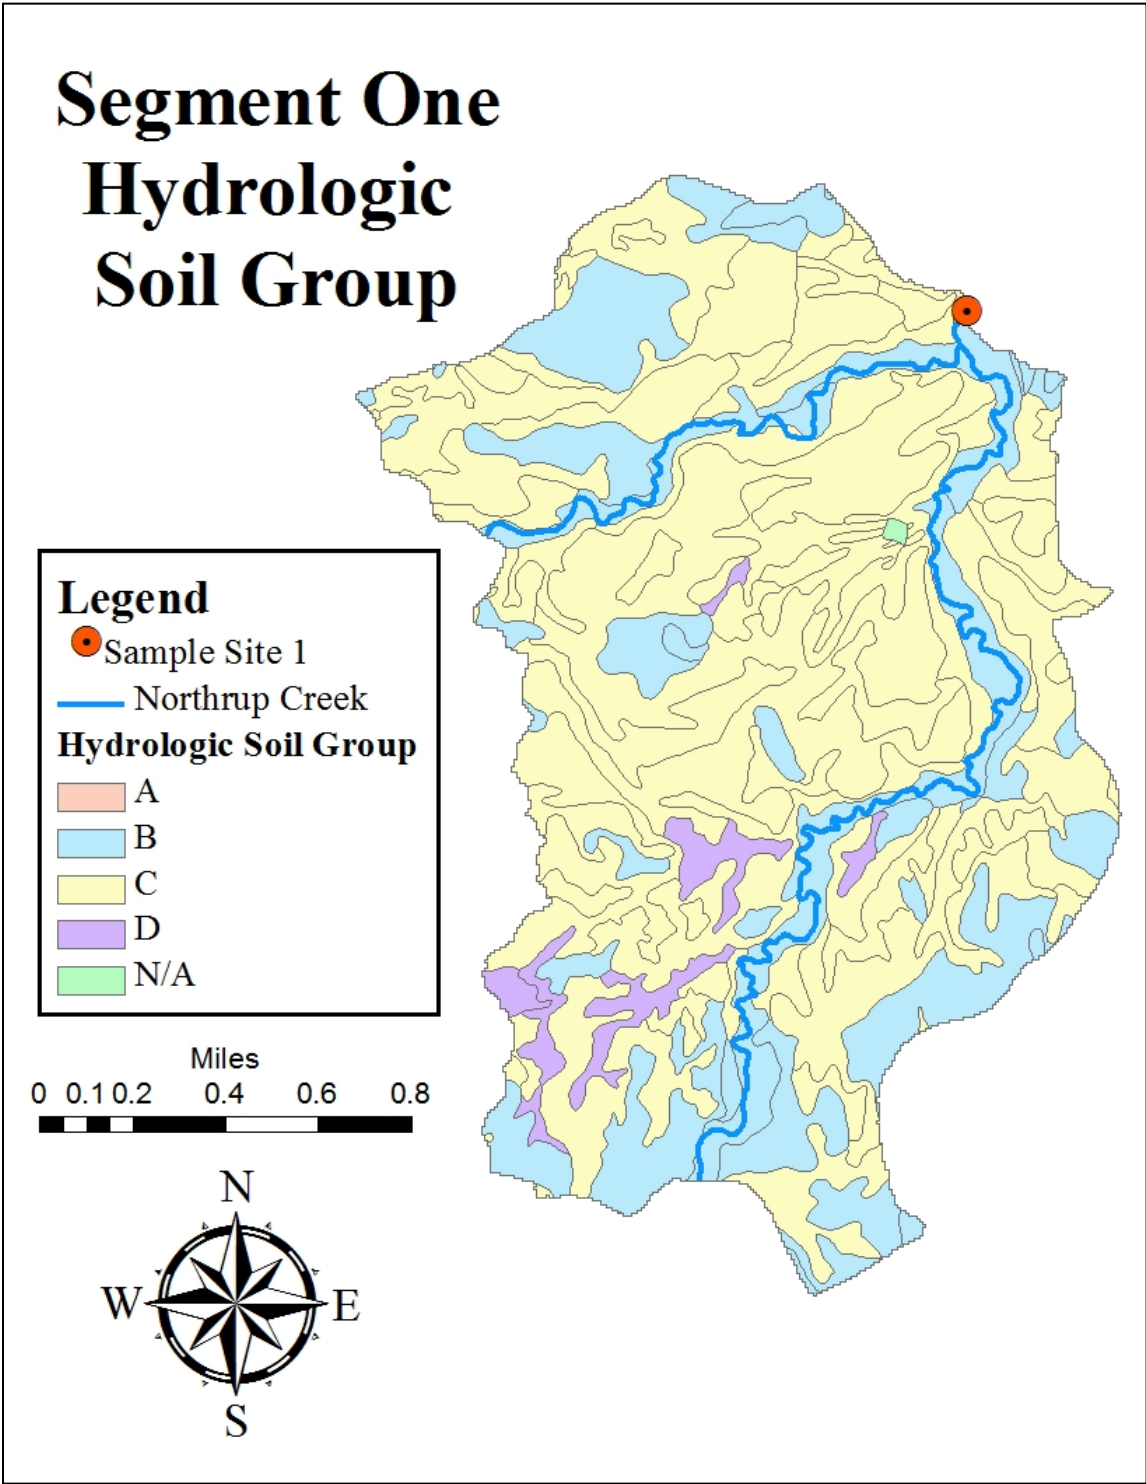 Segment One
Hydrologic
Soil Group
Legend
Sample Site 1
Northrup Creek
Hydrologic Soil Group
A
B
C
D
N/A
Miles
0 0.1 0.2 0.4 0.6 0.8
N
W E
S